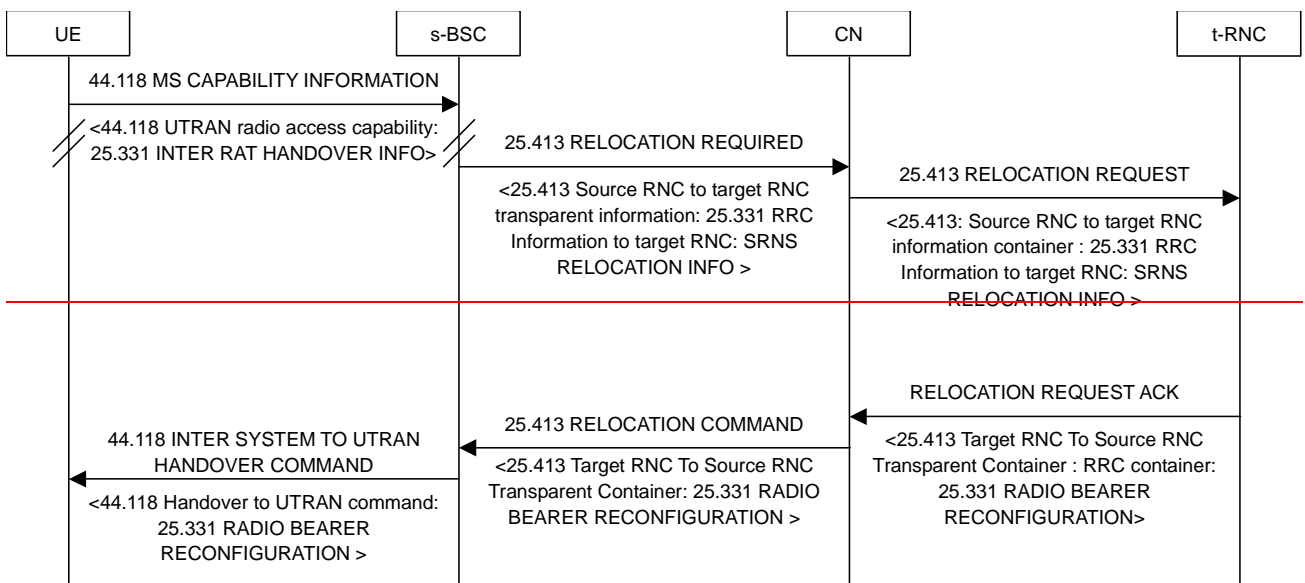 UE
s-BSC
CN
t-RNC
44.118 MS CAPABILITY INFORMATION
<44.118 UTRAN radio access capability:
25.331 INTER RAT HANDOVER INFO>
25.413 RELOCATION REQUIRED
<25.413 Source RNC to target RNC
transparent information: 25.331 RRC
Information to target RNC: SRNS
RELOCATION INFO >
25.413 RELOCATION REQUEST
<25.413: Source RNC to target RNC
information container : 25.331 RRC
Information to target RNC: SRNS
RELOCATION INFO >
RELOCATION REQUEST ACK
<25.413 Target RNC To Source RNC
Transparent Container : RRC container:
25.331 RADIO BEARER
RECONFIGURATION>
25.413 RELOCATION COMMAND
<25.413 Target RNC To Source RNC
Transparent Container: 25.331 RADIO
BEARER RECONFIGURATION >
44.118 INTER SYSTEM TO UTRAN
HANDOVER COMMAND
<44.118 Handover to UTRAN command:
25.331 RADIO BEARER
RECONFIGURATION >